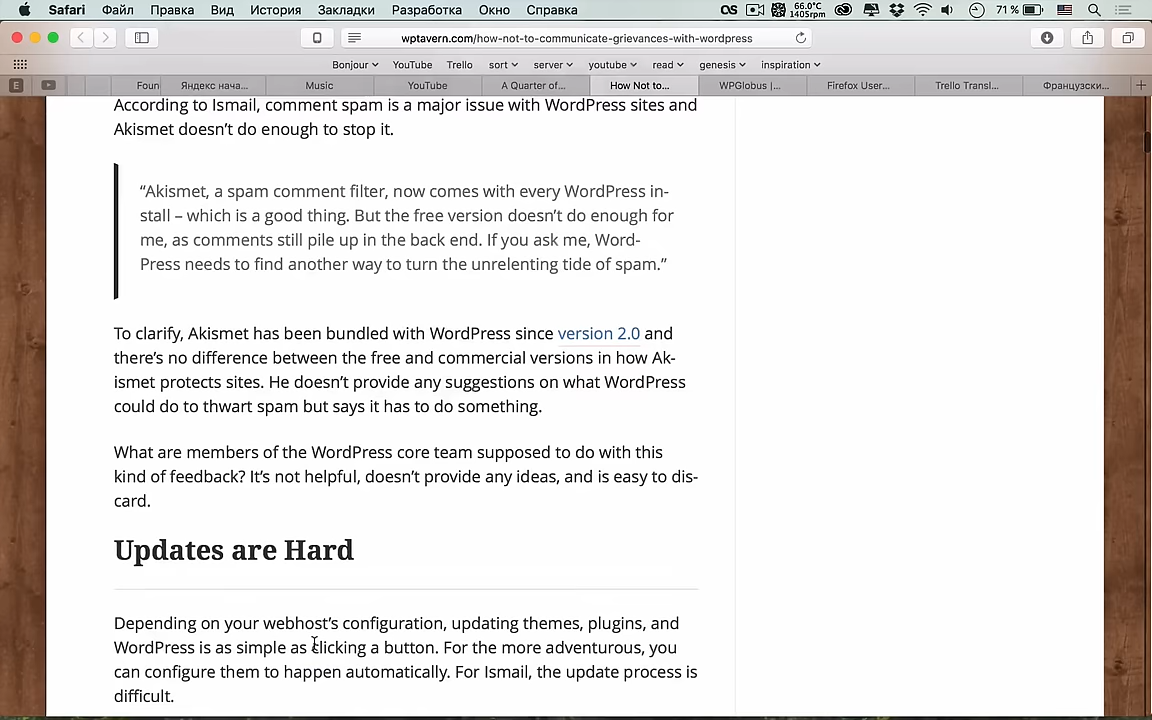 Safari Файл Правка Вид История Закладки Разработка Окно Справка OS 66.0°C 1405rpm 71 %
wptavern.com/how-not-to-communicate-grievances-with-wordpress
Bonjour YouTube Trello sort server youtube read genesis inspiration
E Foun Яндекс нача... Music YouTube A Quarter of... How Not to... WPGlobus |... Firefox User... Trello Transl... Французски...
According to Ismail, comment spam is a major issue with WordPress sites and
Akismet doesn’t do enough to stop it.
“Akismet, a spam comment filter, now comes with every WordPress in-
stall – which is a good thing. But the free version doesn’t do enough for
me, as comments still pile up in the back end. If you ask me, Word-
Press needs to find another way to turn the unrelenting tide of spam.”
To clarify, Akismet has been bundled with WordPress since version 2.0 and
there’s no difference between the free and commercial versions in how Ak-
ismet protects sites. He doesn’t provide any suggestions on what WordPress
could do to thwart spam but says it has to do something.
What are members of the WordPress core team supposed to do with this
kind of feedback? It’s not helpful, doesn’t provide any ideas, and is easy to dis-
card.
Updates are Hard
Depending on your webhost’s configuration, updating themes, plugins, and
WordPress is as simple as clicking a button. For the more adventurous, you
can configure them to happen automatically. For Ismail, the update process is
difficult.